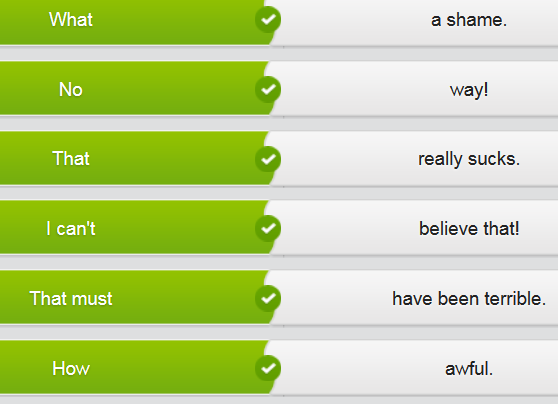 What a shame.
No way!
That really sucks.
I can't believe that!
That must have been terrible.
How awful.